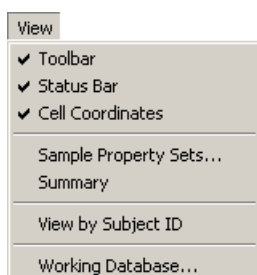 View
Toolbar
Status Bar
Cell Coordinates
Sample Property Sets...
Summary
View by Subject ID
Working Database...